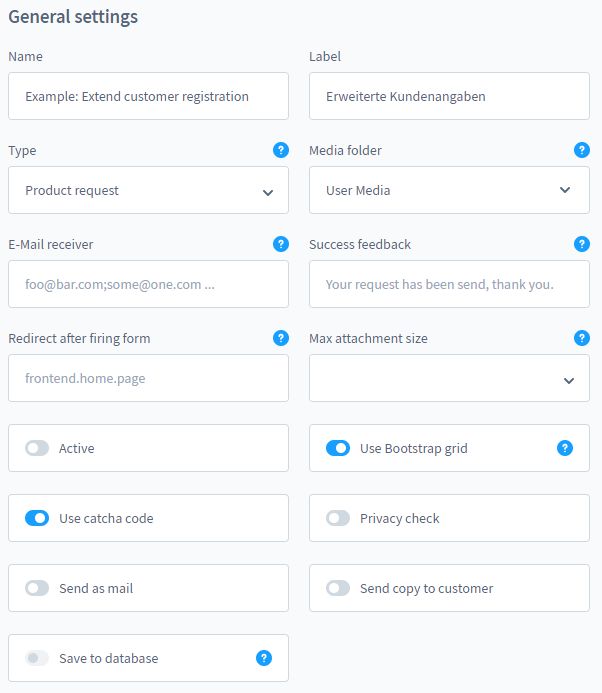 General settings
Name
Label
Example: Extend customer registration
Erweiterte Kundenangaben
Type ?
Media folder ?
Product request
User Media
E-Mail receiver ?
Success feedback ?
foo@bar.com;some@one.com ...
Your request has been send, thank you.
Redirect after firing form ?
Max attachment size ?
frontend.home.page
Active
Use Bootstrap grid ?
Use catcha code
Privacy check
Send as mail
Send copy to customer
Save to database ?